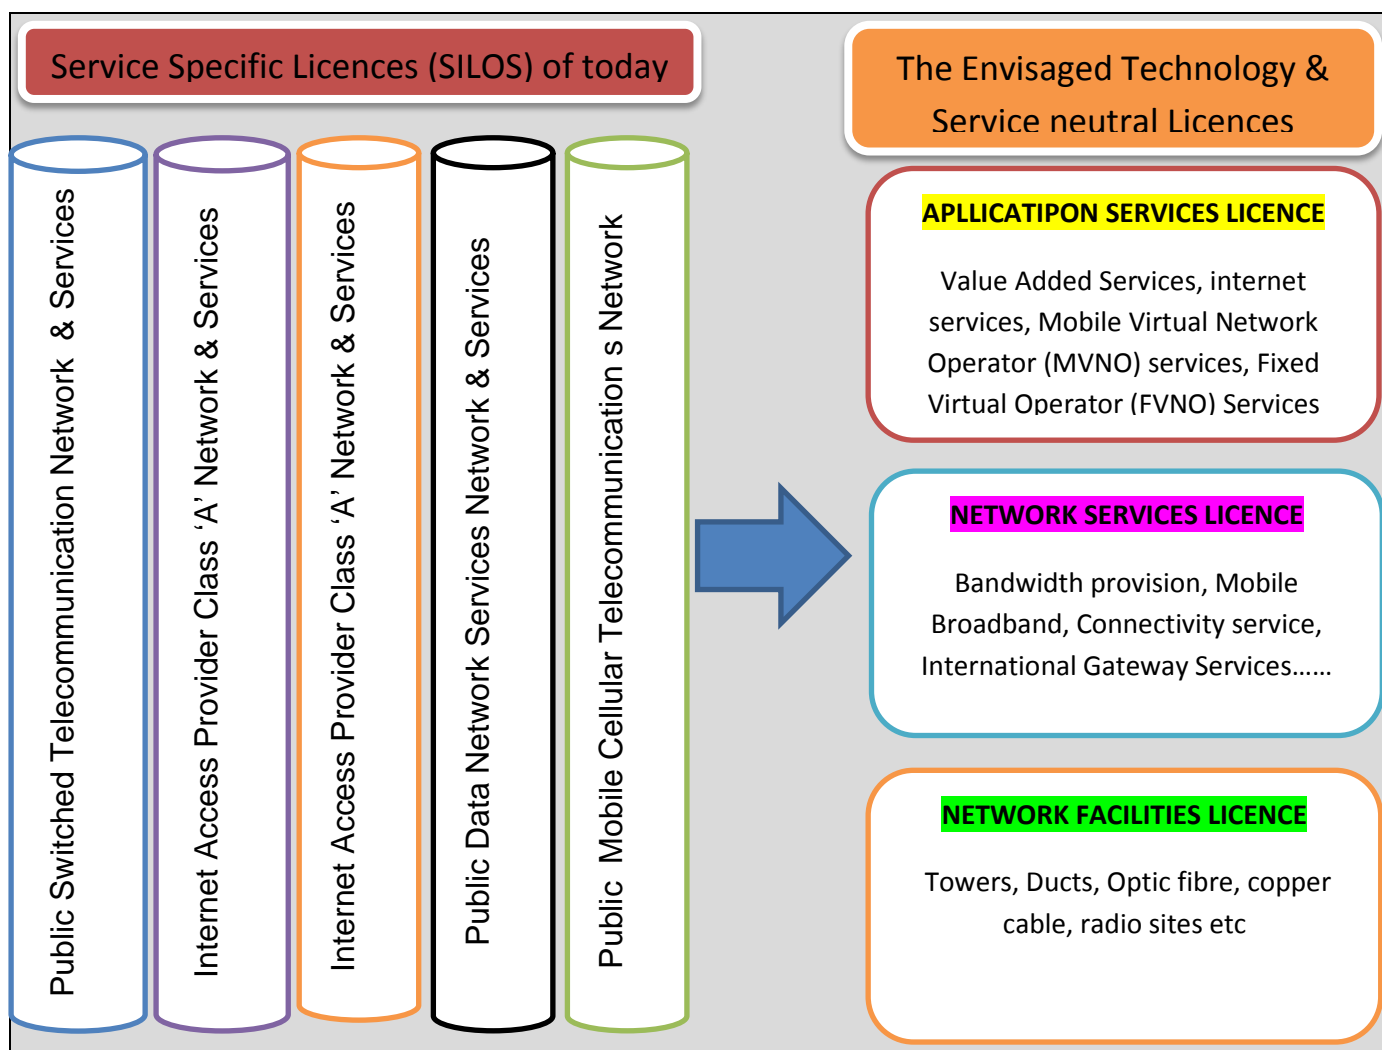 Service Specific Licences (SILOS) of today
Public Switched Telecommunication Network & Services
Internet Access Provider Class ‘A’ Network & Services
Internet Access Provider Class ‘A’ Network & Services
Public Data Network Services Network & Services
Public Mobile Cellular Telecommunication s Network
The Envisaged Technology &
Service neutral Licences
APLLICATIPON SERVICES LICENCE
Value Added Services, internet
services, Mobile Virtual Network
Operator (MVNO) services, Fixed
Virtual Operator (FVNO) Services
NETWORK SERVICES LICENCE
Bandwidth provision, Mobile
Broadband, Connectivity service,
International Gateway Services……
NETWORK FACILITIES LICENCE
Towers, Ducts, Optic fibre, copper
cable, radio sites etc